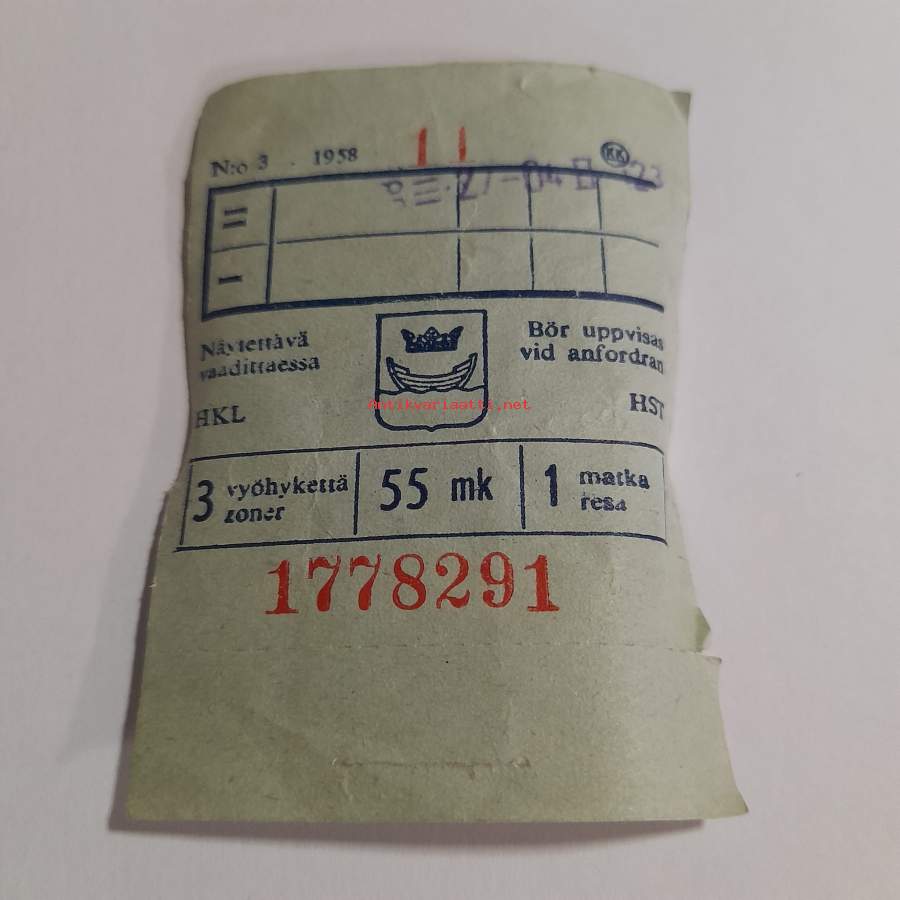 N:o 3 . 1958
11
KK
=
-
Näytettävä
vaadittaessa
Bör uppvisas
vid anfordran
HKL
HST
Antikvariaatti.net
3 vyöhykettä
zoner
55 mk
1 matka
resa
1778291